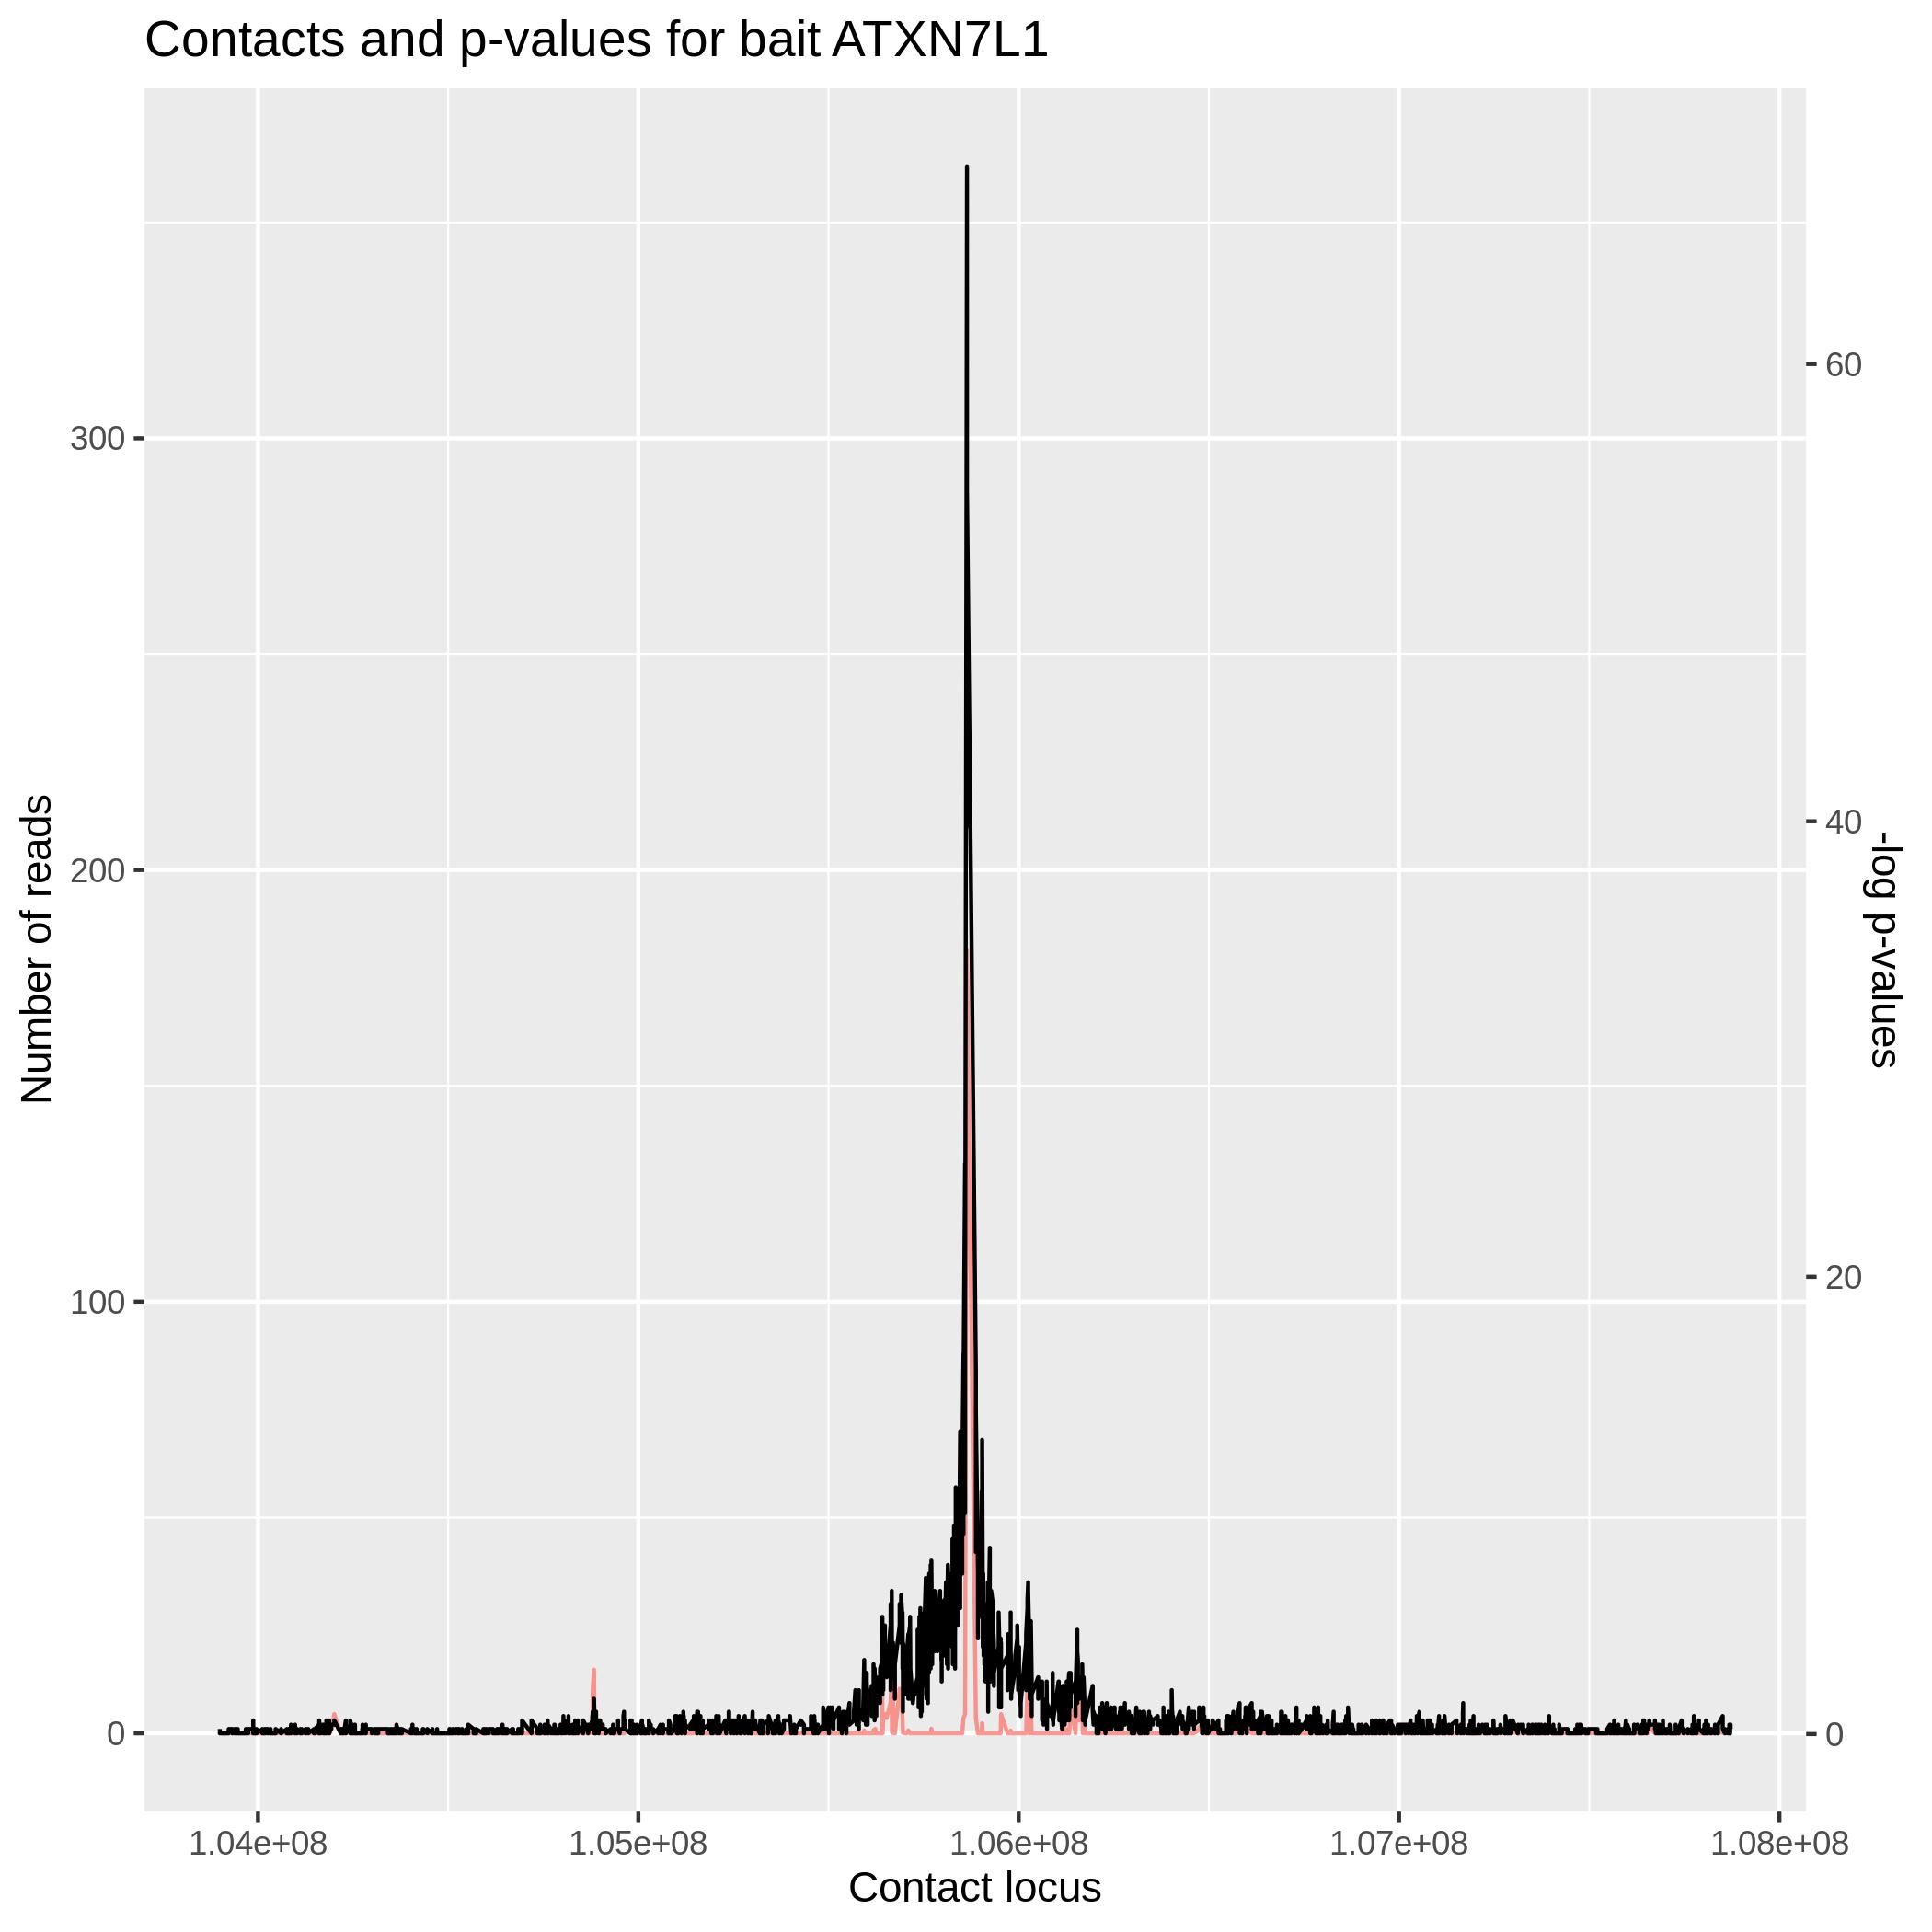 Contacts and p-values for bait ATXN7L1
Number of reads
300
200
100
0
60
40
20
0
-log p-values
1.04e+08
1.05e+08
1.06e+08
1.07e+08
1.08e+08
Contact locus